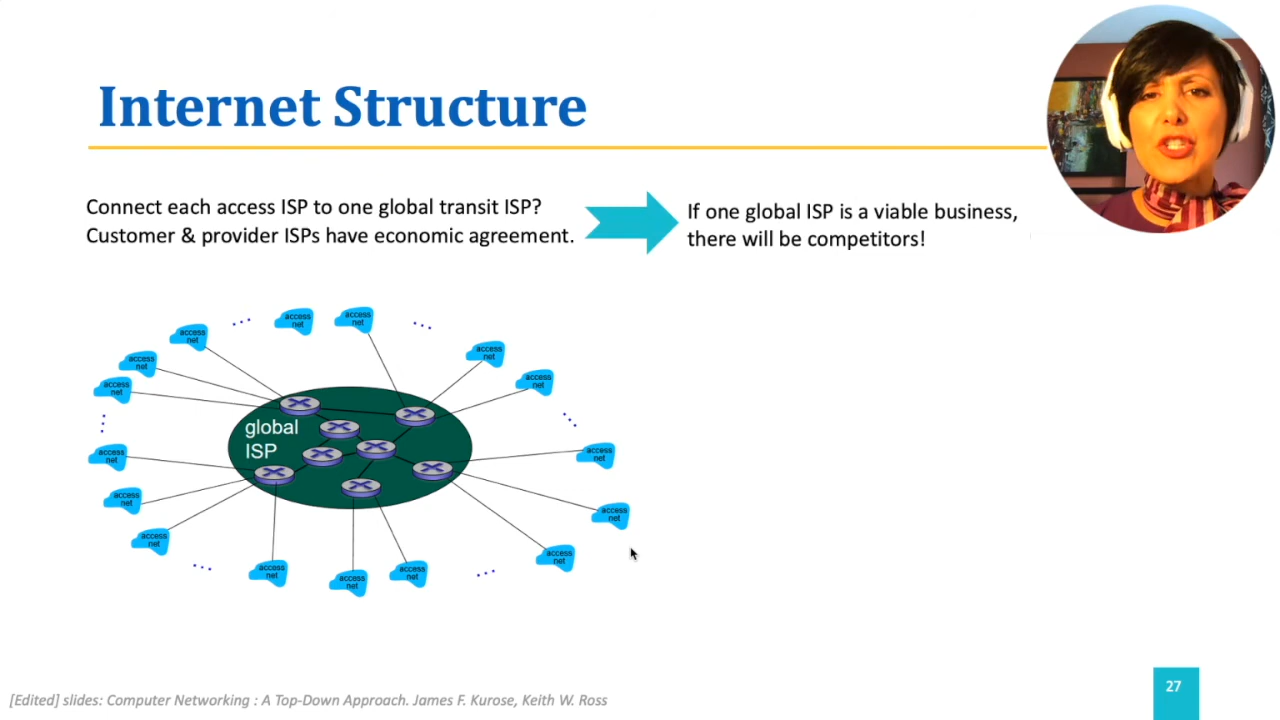 Internet Structure
Connect each access ISP to one global transit ISP?
Customer & provider ISPs have economic agreement.
If one global ISP is a viable business,
there will be competitors!
access
net
access
net
access
net
access
net
access
net
access
net
access
net
access
net
global
ISP
access
net
access
net
access
net
access
net
access
net
access
net
access
net
access
net
access
net
[Edited] slides: Computer Networking : A Top-Down Approach. James F. Kurose, Keith W. Ross
27